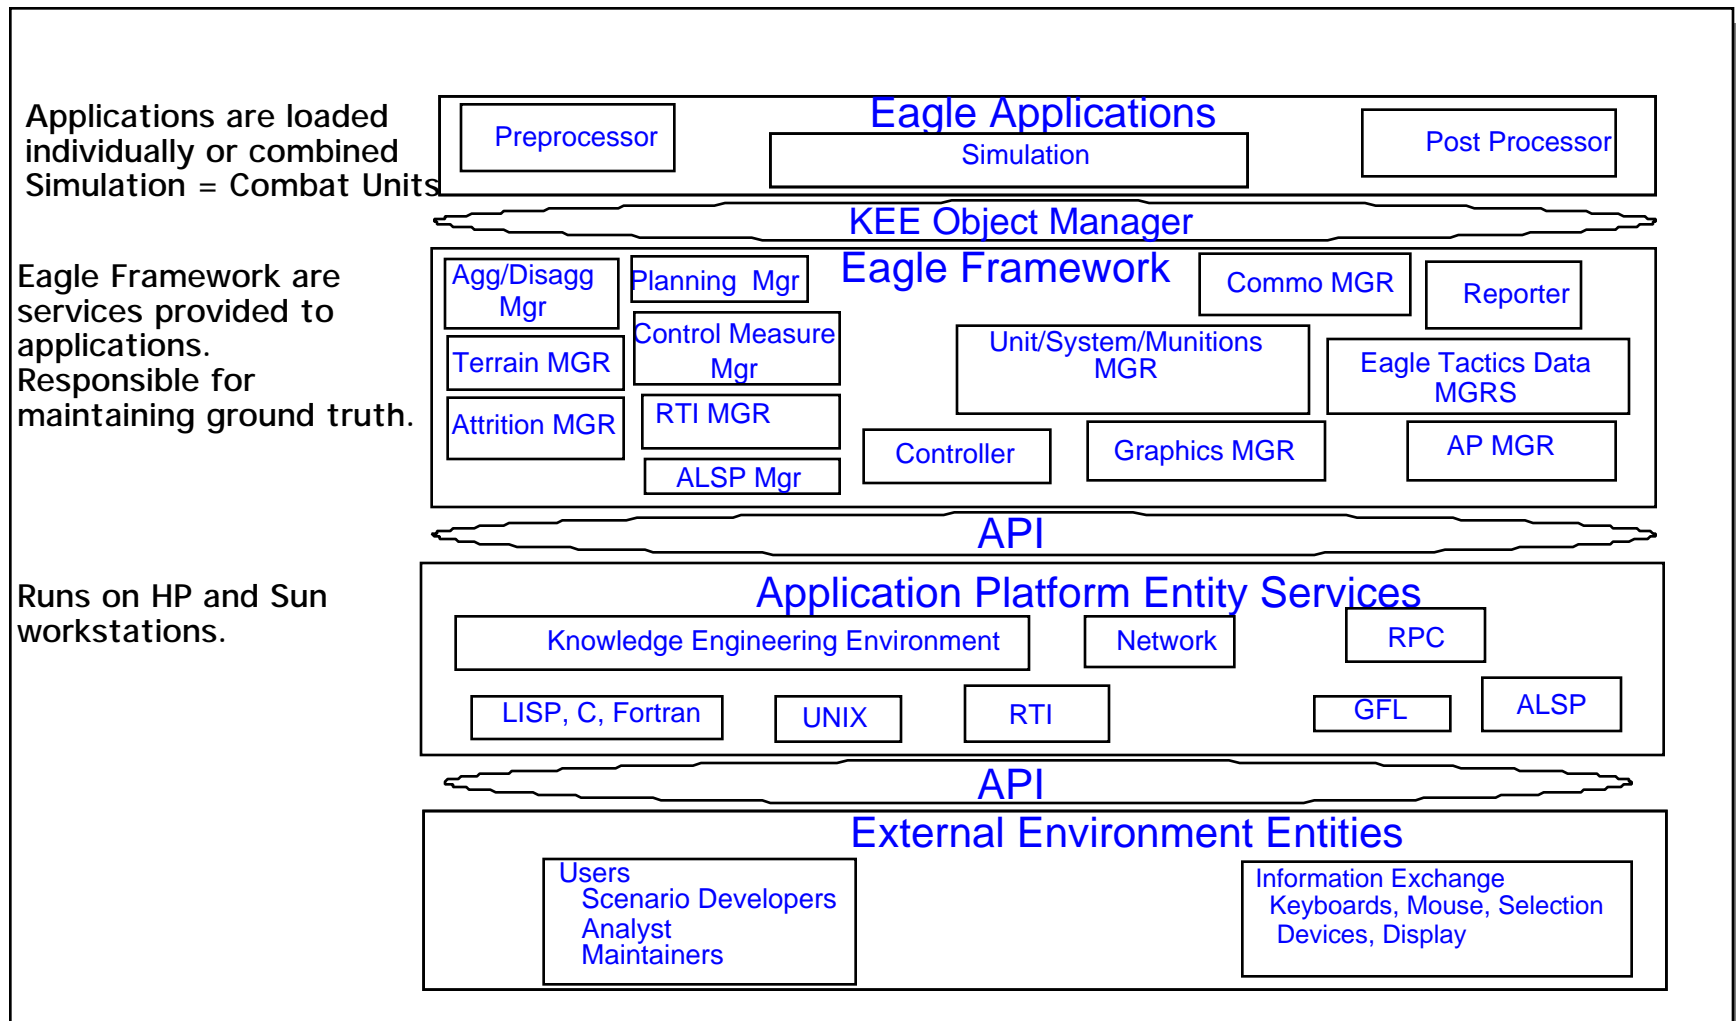 Applications are loaded
individually or combined
Simulation = Combat Units
Eagle Applications
Preprocessor
Simulation
Post Processor
KEE Object Manager
Eagle Framework are
services provided to
applications.
Responsible for
maintaining ground truth.
Eagle Framework
Agg/Disagg
Mgr
Planning Mgr
Commo MGR
Reporter
Terrain MGR
Control Measure
Mgr
Unit/System/Munitions
MGR
Eagle Tactics Data
MGRS
Attrition MGR
RTI MGR
ALSP Mgr
Controller
Graphics MGR
AP MGR
API
Runs on HP and Sun
workstations.
Application Platform Entity Services
Knowledge Engineering Environment
Network
RPC
LISP, C, Fortran
UNIX
RTI
GFL
ALSP
API
External Environment Entities
Users
Scenario Developers
Analyst
Maintainers
Information Exchange
Keyboards, Mouse, Selection
Devices, Display